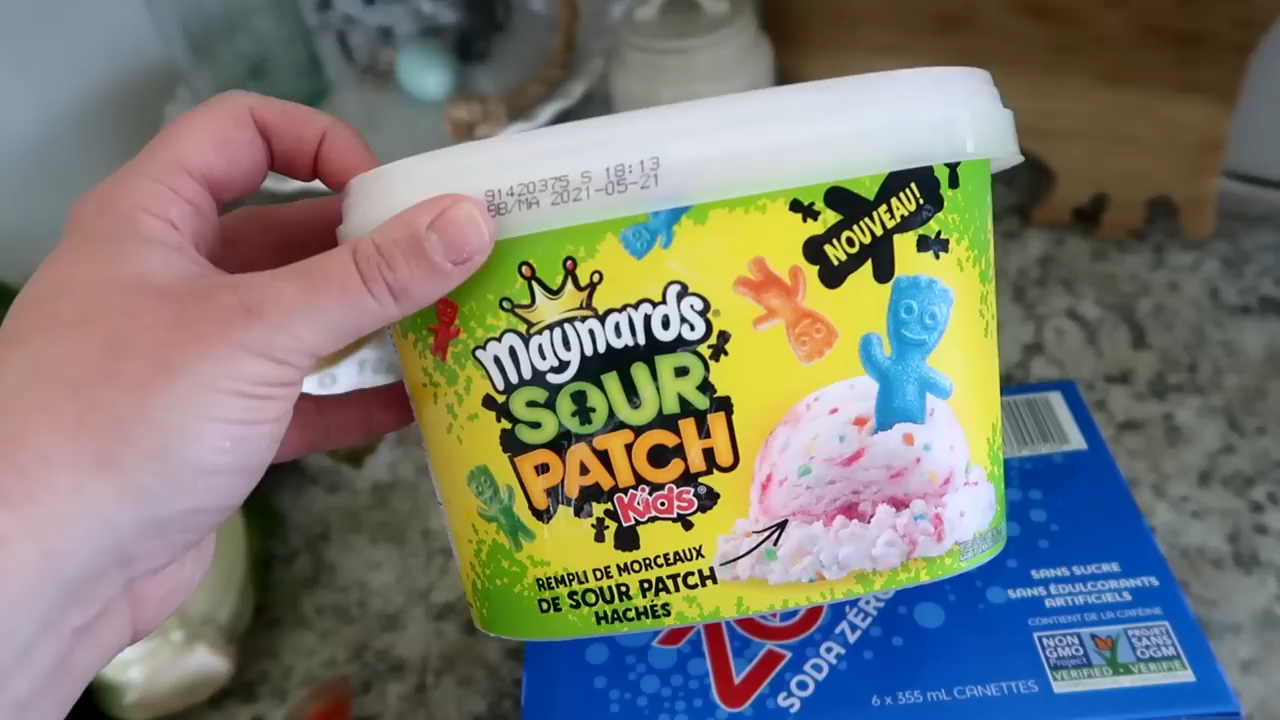 91420375 S 18:13
BB/MA 2021-05-21
NOUVEAU!
Maynards
SOUR
PATCH
Kids
REMPLI DE MORCEAUX
DE SOUR PATCH
HACHÉS
SODA ZÉRO
SANS SUCRE
SANS ÉDULCORANTS
ARTIFICIELS
CONTIENT DE LA CAFÉINE
NON
GMO
Project
PROJET
SANS
OGM
VERIFIED • VÉRIFIÉ
6 x 355 mL CANETTES